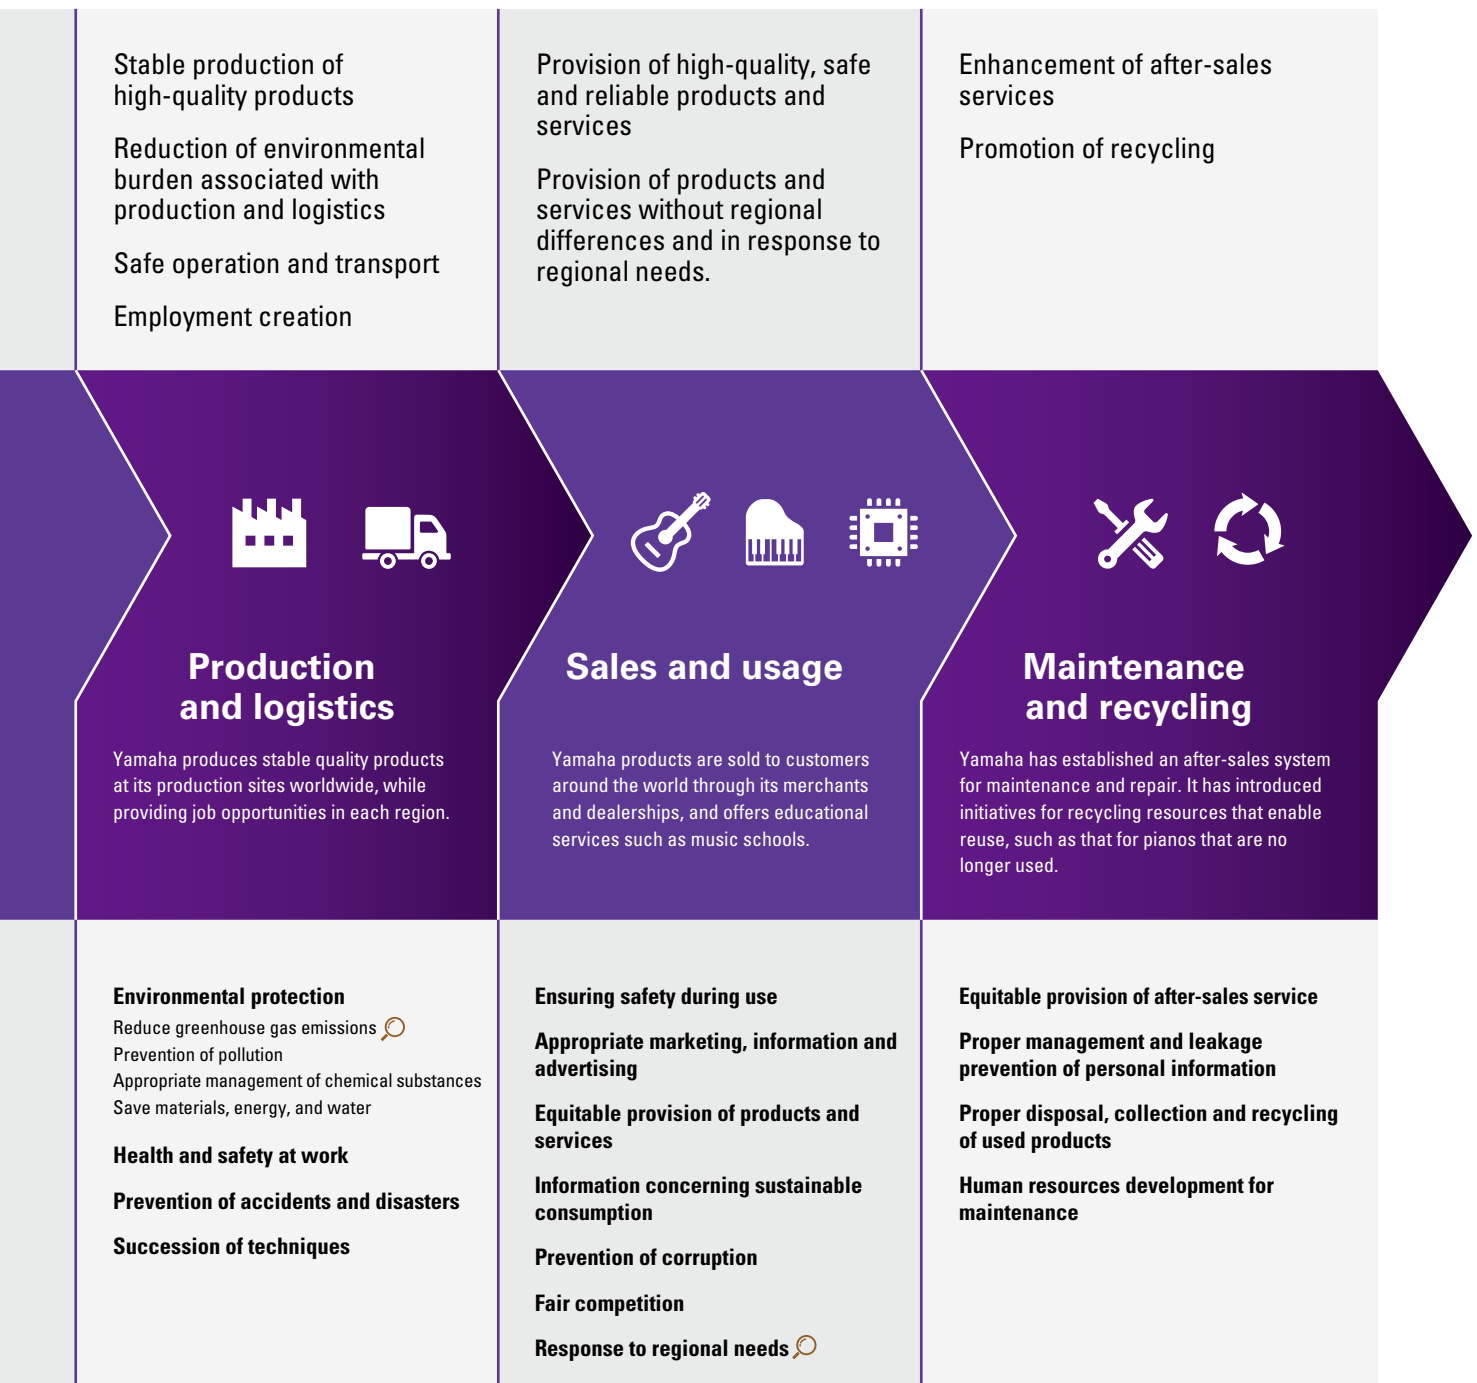 Stable production of
high-quality products
Reduction of environmental
burden associated with
production and logistics
Safe operation and transport
Employment creation
Provision of high-quality, safe
and reliable products and
services
Provision of products and
services without regional
differences and in response to
regional needs.
Enhancement of after-sales
services
Promotion of recycling
Production
and logistics
Yamaha produces stable quality products
at its production sites worldwide, while
providing job opportunities in each region.
Sales and usage
Yamaha products are sold to customers
around the world through its merchants
and dealerships, and offers educational
services such as music schools.
Maintenance
and recycling
Yamaha has established an after-sales system
for maintenance and repair. It has introduced
initiatives for recycling resources that enable
reuse, such as that for pianos that are no
longer used.
Environmental protection
Reduce greenhouse gas emissions
Prevention of pollution
Appropriate management of chemical substances
Save materials, energy, and water
Health and safety at work
Prevention of accidents and disasters
Succession of techniques
Ensuring safety during use
Appropriate marketing, information and
advertising
Equitable provision of products and
services
Information concerning sustainable
consumption
Prevention of corruption
Fair competition
Response to regional needs
Equitable provision of after-sales service
Proper management and leakage
prevention of personal information
Proper disposal, collection and recycling
of used products
Human resources development for
maintenance